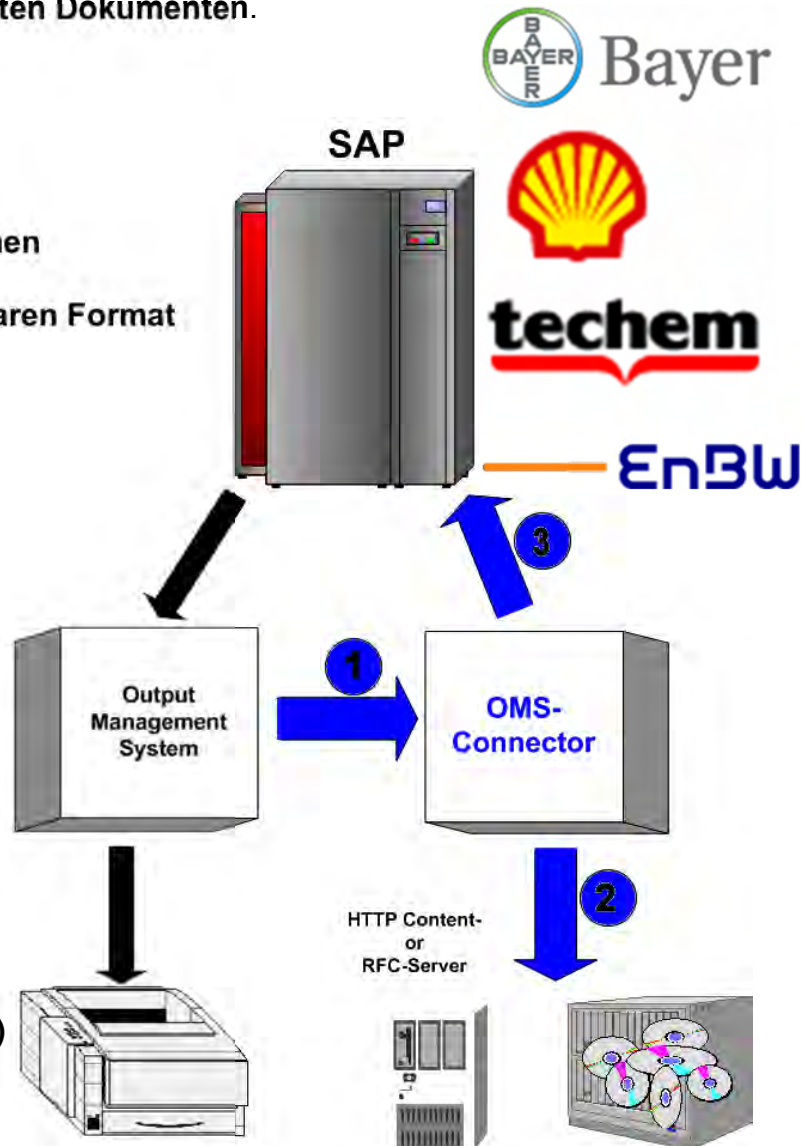 ten Dokumenten.
BAYER
BAYER
Bayer
SAP
en
aren Format
techem
EnBW
3
1
Output
Management
System
OMS-
Connector
2
HTTP Content-
or
RFC-Server
)